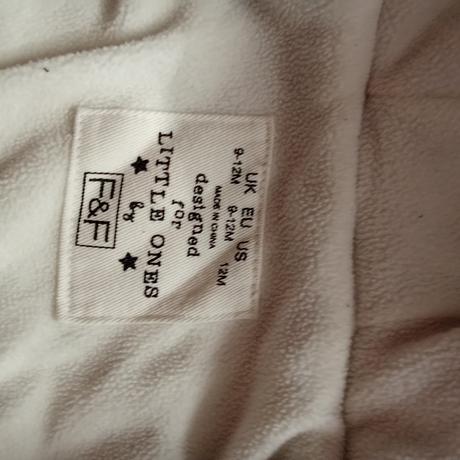 UK EU US
9-12M 9-12M 12M
MADE IN CHINA
designed
for
LITTLE ONES
★ by ★
F&F